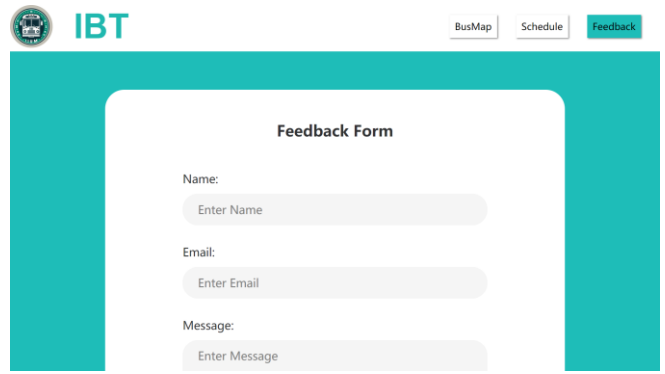 IBT
BusMap
Schedule
Feedback
Feedback Form
Name:
Enter Name
Email:
Enter Email
Message:
Enter Message